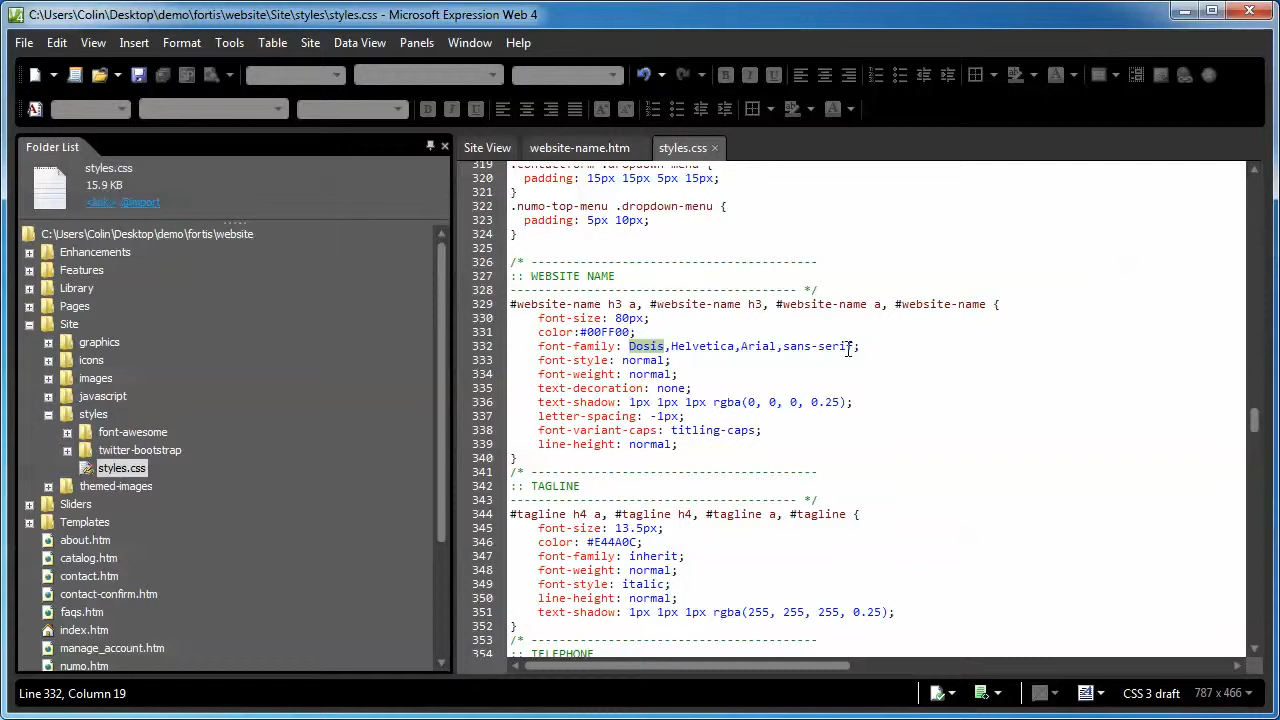 C:\Users\Colin\Desktop\demo\fortis\website\Site\styles\styles.css - Microsoft Expression Web 4
File Edit View Insert Format Tools Site Table Data View Panels Window Help
Folder List
Site View website-name.htm styles.css
styles.css
15.9 KB
<link> @import
C:\Users\Colin\Desktop\demo\fortis\website
Enhancements
Features
Library
Pages
Site
graphics
icons
images
javascript
styles
font-awesome
twitter-bootstrap
styles.css
themed-images
Sliders
Templates
about.htm
catalog.htm
contact.htm
contact-confirm.htm
faqs.htm
index.htm
manage_account.htm
numo.htm
319 .contactform .dropdown-menu {
320 padding: 15px 15px 5px 15px;
321 }
322 .numo-top-menu .dropdown-menu {
323 padding: 5px 10px;
324 }
325
326 /* -----------------------------------------
327 :: WEBSITE NAME
328 ----------------------------------------- */
329 #website-name h3 a, #website-name h3, #website-name a, #website-name {
330 font-size: 80px;
331 color:#00FF00;
332 font-family: Dosis,Helvetica,Arial,sans-serif;
333 font-style: normal;
334 font-weight: normal;
335 text-decoration: none;
336 text-shadow: 1px 1px 1px rgba(0, 0, 0, 0.25);
337 letter-spacing: -1px;
338 font-variant-caps: titling-caps;
339 line-height: normal;
340 }
341 /* -----------------------------------------
342 :: TAGLINE
343 ----------------------------------------- */
344 #tagline h4 a, #tagline h4, #tagline a, #tagline {
345 font-size: 13.5px;
346 color: #E44A0C;
347 font-family: inherit;
348 font-weight: normal;
349 font-style: italic;
350 line-height: normal;
351 text-shadow: 1px 1px 1px rgba(255, 255, 255, 0.25);
352 }
353 /* -----------------------------------------
354 :: TELEPHONE
Line 332, Column 19
CSS 3 draft 787 x 466